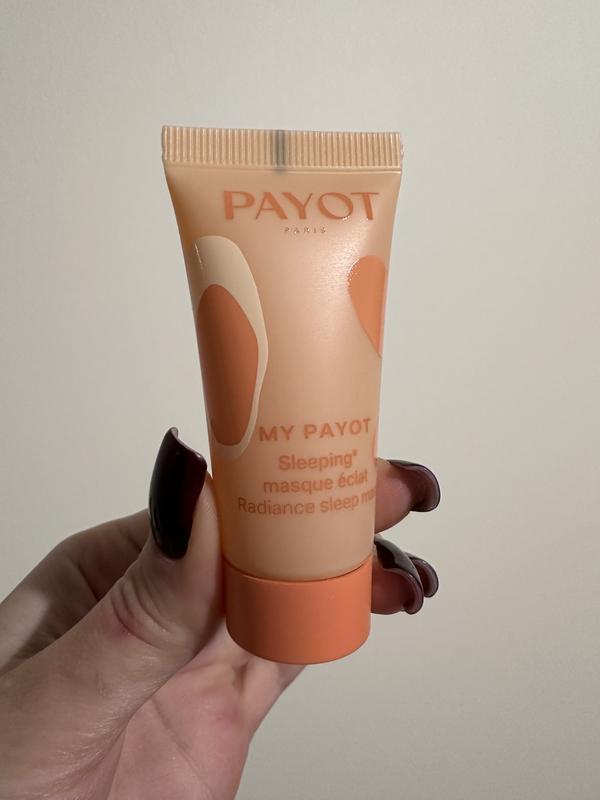 PAYOT
PARIS
MY PAYOT
Sleeping*
masque éclat
Radiance sleep